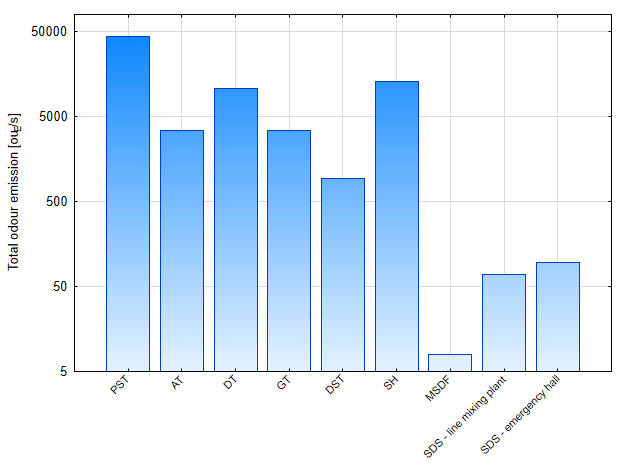 Total odour emission [ouE/s]
50000
5000
500
50
5
PST
AT
DT
GT
DST
SH
MSDF
SDS - line mixing plant
SDS - emergency hall